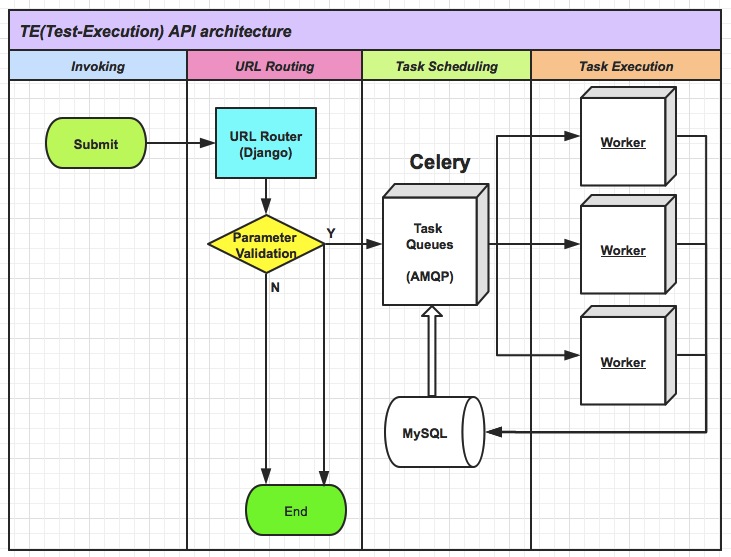 TE(Test-Execution) API architecture
Invoking
URL Routing
Task Scheduling
Task Execution
Submit
URL Router
(Django)
Parameter
Validation
Y
N
End
Celery
Task
Queues
(AMQP)
MySQL
Worker
Worker
Worker